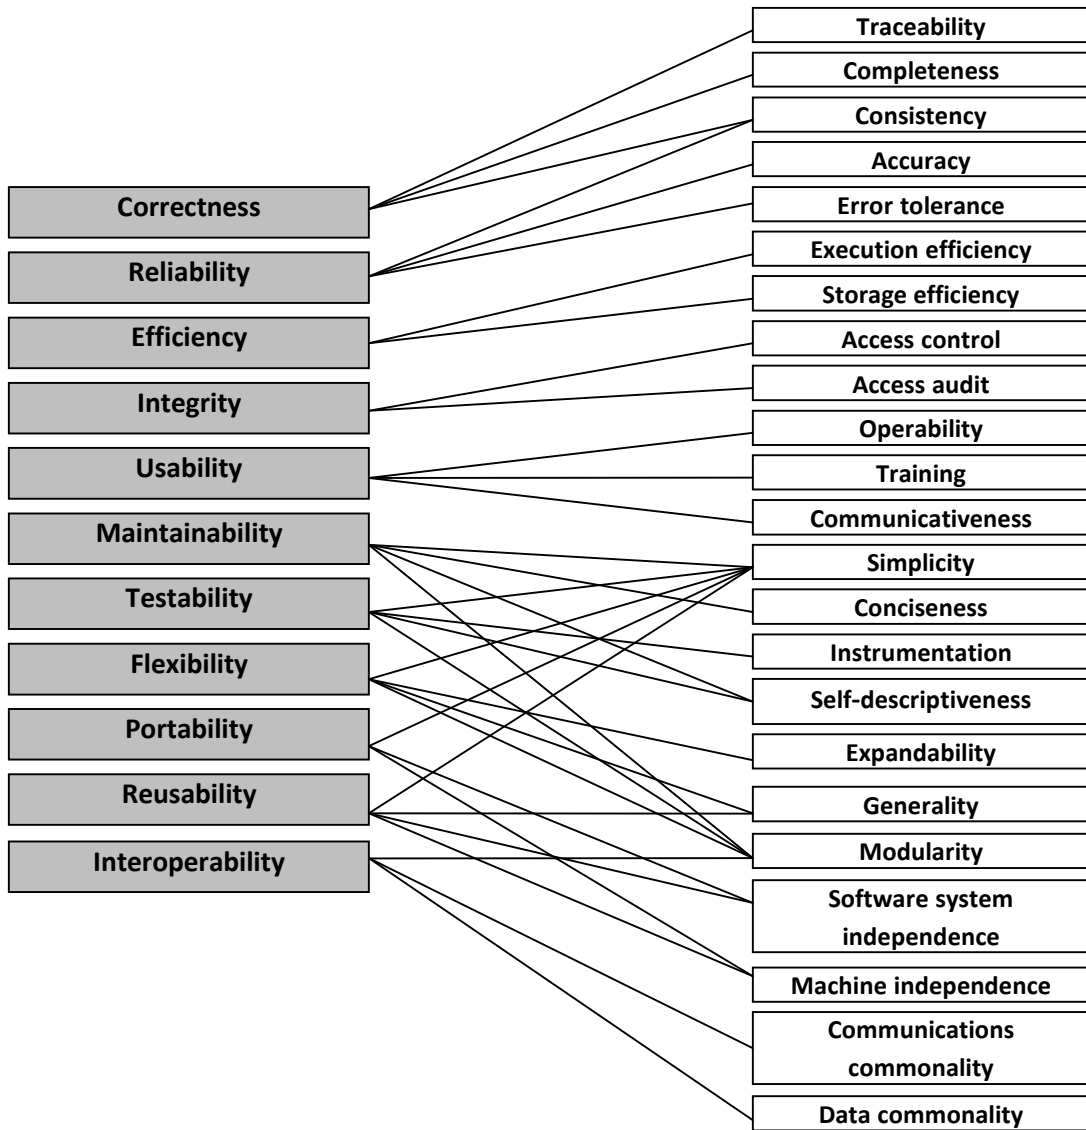 Correctness
Reliability
Efficiency
Integrity
Usability
Maintainability
Testability
Flexibility
Portability
Reusability
Interoperability
Traceability
Completeness
Consistency
Accuracy
Error tolerance
Execution efficiency
Storage efficiency
Access control
Access audit
Operability
Training
Communicativeness
Simplicity
Conciseness
Instrumentation
Self-descriptiveness
Expandability
Generality
Modularity
Software system
independence
Machine independence
Communications
commonality
Data commonality